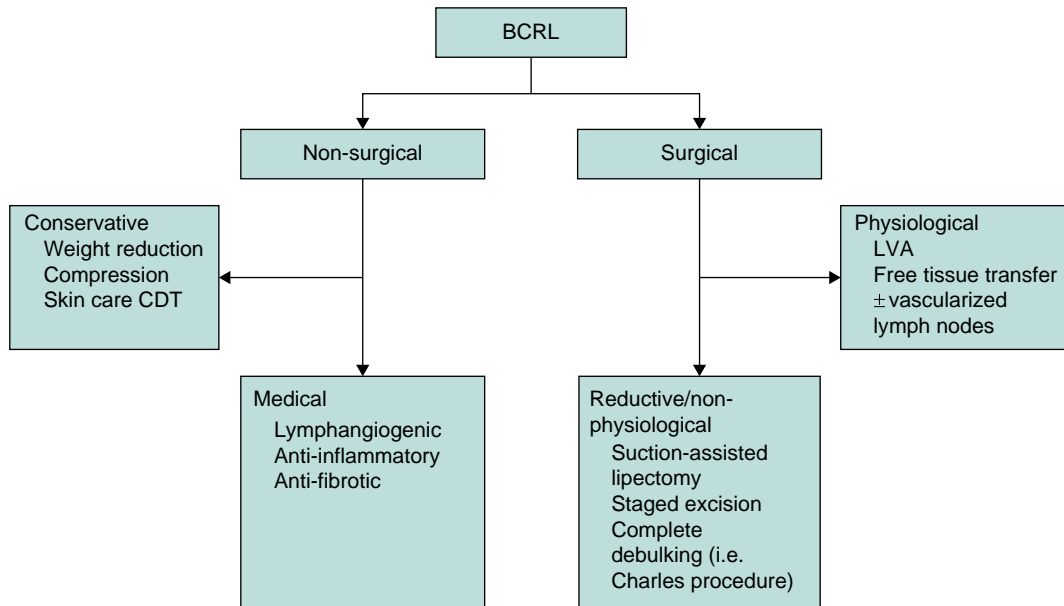 BCRL
Non-surgical
Surgical
Conservative
Weight reduction
Compression
Skin care CDT
Physiological
LVA
Free tissue transfer
±vascularized
lymph nodes
Medical
Lymphangiogenic
Anti-inflammatory
Anti-fibrotic
Reductive/non-
physiological
Suction-assisted
lipectomy
Staged excision
Complete
debulking (i.e.
Charles procedure)